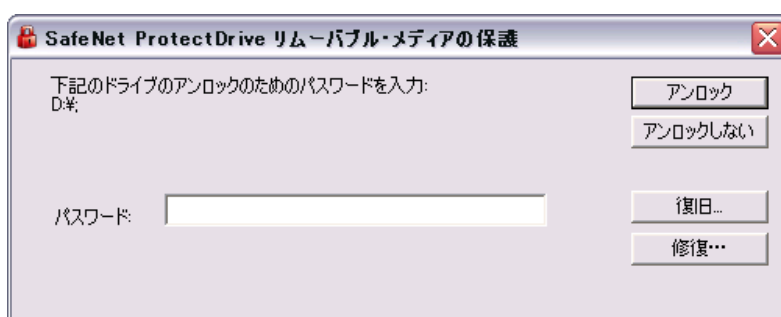 SafeNet ProtectDrive リムーバブル・メディアの保護
下記のドライブのアンロックのためのパスワードを入力:
D:¥;
アンロック
アンロックしない
パスワード:
復旧...
修復…